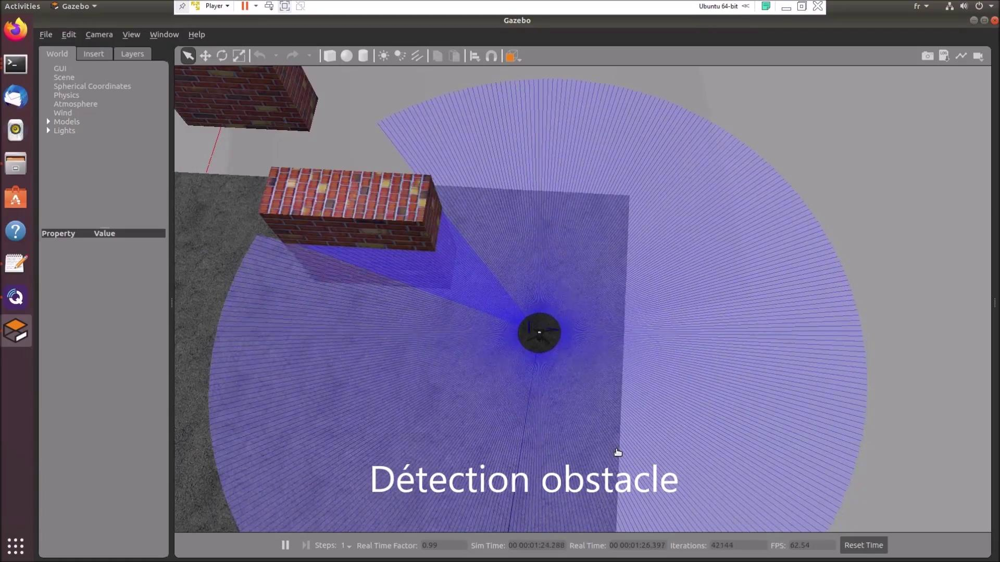 Activities
Gazebo
Player
Ubuntu 64-bit
fr
Gazebo
File Edit Camera View Window Help
World Insert Layers
GUI
Scene
Spherical Coordinates
Physics
Atmosphere
Wind
Models
Lights
Property Value
Détection obstacle
Steps: 1 Real Time Factor: 0.99 Sim Time: 00 00:01:24.288 Real Time: 00 00:01:26.397 Iterations: 42144 FPS: 62.54 Reset Time